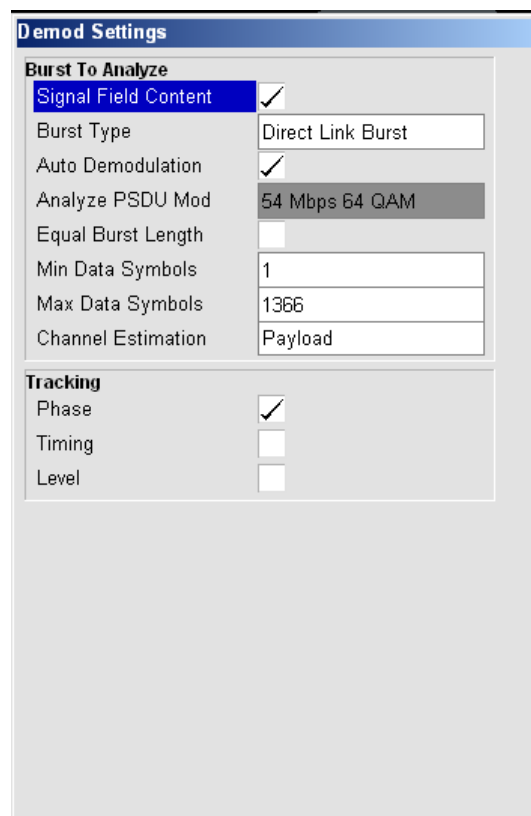 Demod Settings
Burst To Analyze
Signal Field Content
Burst Type Direct Link Burst
Auto Demodulation
Analyze PSDU Mod 54 Mbps 64 QAM
Equal Burst Length
Min Data Symbols 1
Max Data Symbols 1366
Channel Estimation Payload
Tracking
Phase
Timing
Level